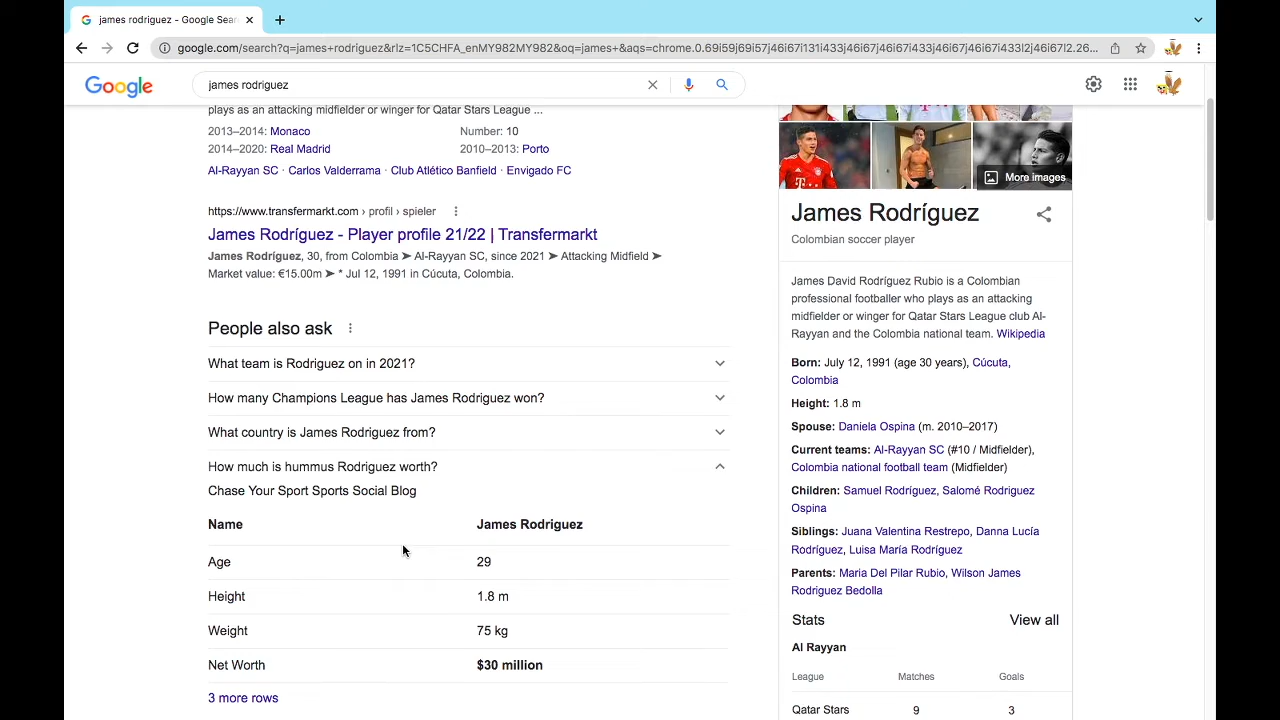 james rodriguez - Google Sear
google.com/search?q=james+rodriguez&rlz=1C5CHFA_enMY982MY982&oq=james+&aqs=chrome.0.69i59j69i57j46i67i131i433j46i67j46i67i433j46i67j46i67i433l2j46i67l2.26...
Google
james rodriguez
plays as an attacking midfielder or winger for Qatar Stars League ...
2013–2014: Monaco
Number: 10
2014–2020: Real Madrid
2010–2013: Porto
Al-Rayyan SC · Carlos Valderrama · Club Atlético Banfield · Envigado FC
https://www.transfermarkt.com › profil › spieler
James Rodríguez - Player profile 21/22 | Transfermarkt
James Rodríguez, 30, from Colombia ➤ Al-Rayyan SC, since 2021 ➤ Attacking Midfield ➤
Market value: €15.00m ➤ * Jul 12, 1991 in Cúcuta, Colombia.
People also ask
What team is Rodriguez on in 2021?
How many Champions League has James Rodriguez won?
What country is James Rodriguez from?
How much is hummus Rodriguez worth?
Chase Your Sport Sports Social Blog
Name James Rodriguez
Age 29
Height 1.8 m
Weight 75 kg
Net Worth $30 million
3 more rows
More images
James Rodríguez
Colombian soccer player
James David Rodríguez Rubio is a Colombian
professional footballer who plays as an attacking
midfielder or winger for Qatar Stars League club Al-
Rayyan and the Colombia national team. Wikipedia
Born: July 12, 1991 (age 30 years), Cúcuta,
Colombia
Height: 1.8 m
Spouse: Daniela Ospina (m. 2010–2017)
Current teams: Al-Rayyan SC (#10 / Midfielder),
Colombia national football team (Midfielder)
Children: Samuel Rodríguez, Salomé Rodriguez
Ospina
Siblings: Juana Valentina Restrepo, Danna Lucía
Rodríguez, Luisa María Rodríguez
Parents: Maria Del Pilar Rubio, Wilson James
Rodriguez Bedolla
Stats View all
Al Rayyan
League Matches Goals
Qatar Stars 9 3